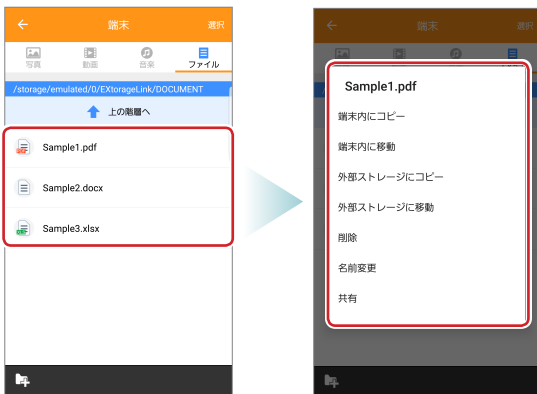 端末
選択
写真
動画
音楽
ファイル
/storage/emulated/0/EXtorageLink/DOCUMENT
上の階層へ
Sample1.pdf
Sample2.docx
Sample3.xlsx
端末
選択
Sample1.pdf
端末内にコピー
端末内に移動
外部ストレージにコピー
外部ストレージに移動
削除
名前変更
共有